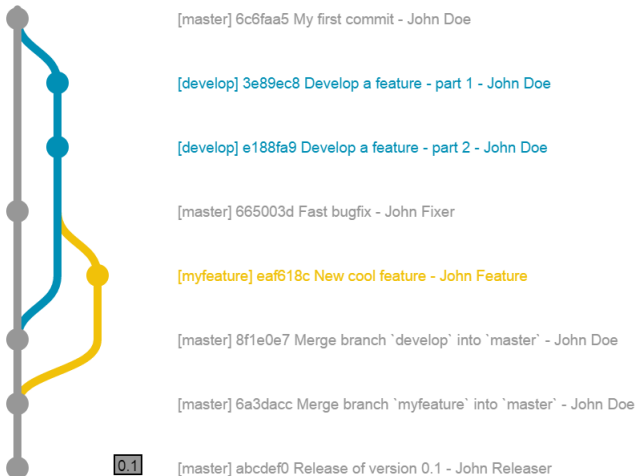 [master] 6c6faa5 My first commit - John Doe
[develop] 3e89ec8 Develop a feature - part 1 - John Doe
[develop] e188fa9 Develop a feature - part 2 - John Doe
[master] 665003d Fast bugfix - John Fixer
[myfeature] eaf618c New cool feature - John Feature
[master] 8f1e0e7 Merge branch `develop` into `master` - John Doe
[master] 6a3dacc Merge branch `myfeature` into `master` - John Doe
0.1 [master] abcdef0 Release of version 0.1 - John Releaser